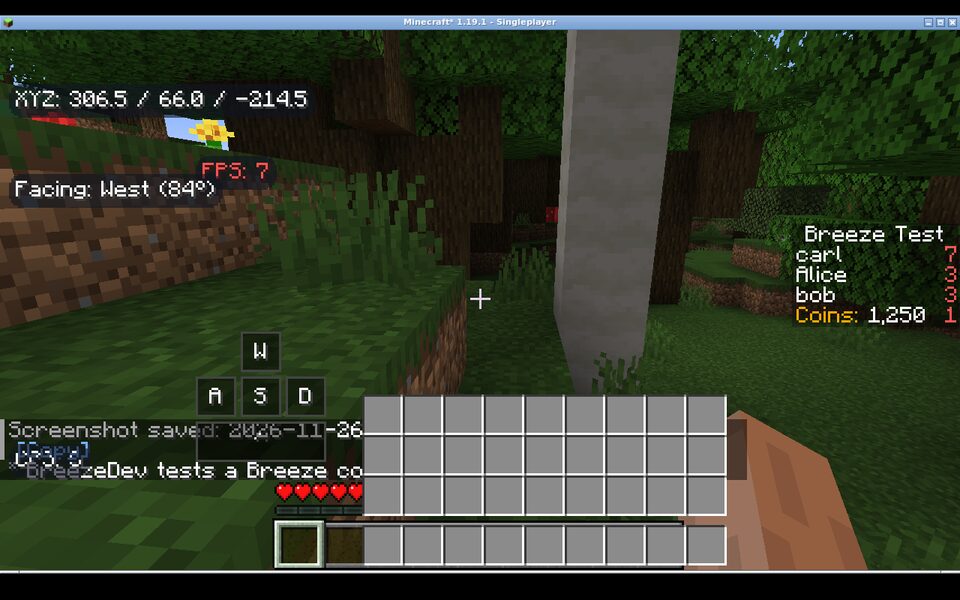 Minecraft* 1.19.1 - Singleplayer
XYZ: 306.5 / 66.0 / -214.5
FPS: 7
Facing: West (84º)
Breeze Test
carl 7
Alice 3
bob 3
Coins: 1,250 1
W
A S D
Screenshot saved: 2026-11-26
[Copy]
* BreezeDev tests a Breeze co